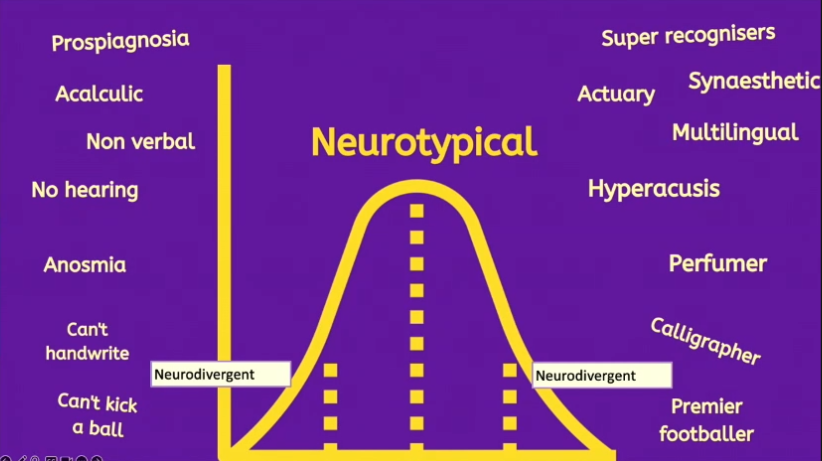 Prospiagnosia
Acalculic
Non verbal
No hearing
Anosmia
Can't
handwrite
Can't kick
a ball
Neurotypical
Neurodivergent
Neurodivergent
Super recognisers
Synaesthetic
Actuary
Multilingual
Hyperacusis
Perfumer
Calligrapher
Premier
footballer